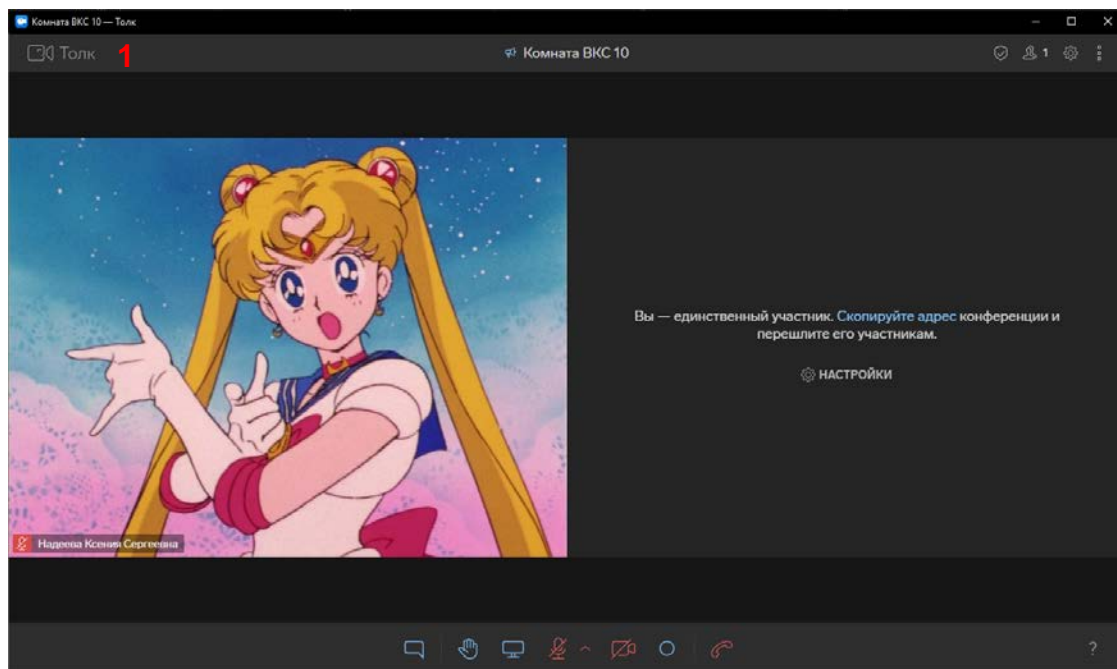 Комната ВКС 10 — Толк
Толк
1
Комната ВКС 10
1
Вы — единственный участник. Скопируйте адрес конференции и
перешлите его участникам.
НАСТРОЙКИ
Надеева Ксения Сергеевна
?